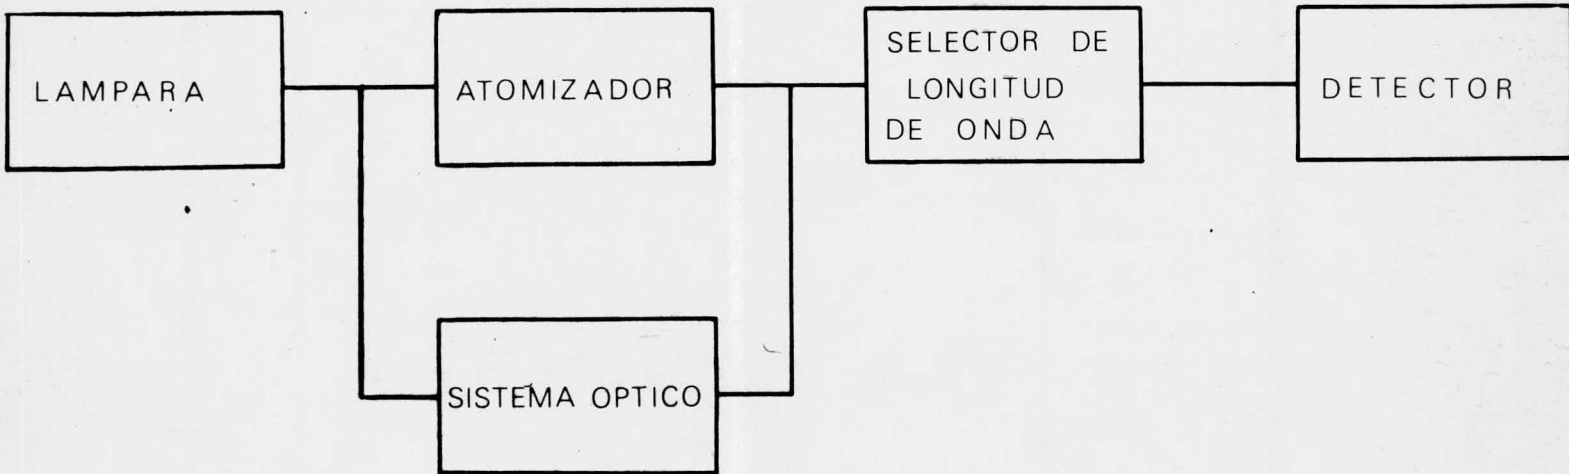 LAMPARA
ATOMIZADOR
SELECTOR DE
LONGITUD
DE ONDA
DETECTOR
SISTEMA OPTICO